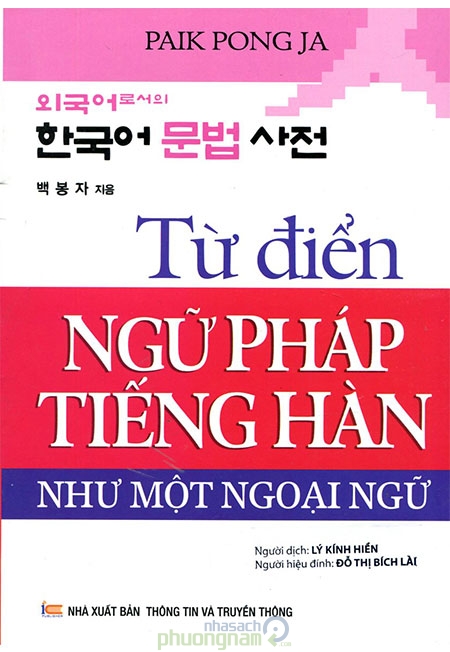 PAIK PONG JA
외국어로서의
한국어 문법 사전
백 봉 자 지음
Từ điển
NGỮ PHÁP
TIẾNG HÀN
NHƯ MỘT NGOẠI NGỮ
Người dịch: LÝ KÍNH HIỀN
Người hiệu đính: ĐỖ THỊ BÍCH LÀI
NHÀ XUẤT BẢN THÔNG TIN VÀ TRUYỀN THÔNG
nhasach
phuongnam